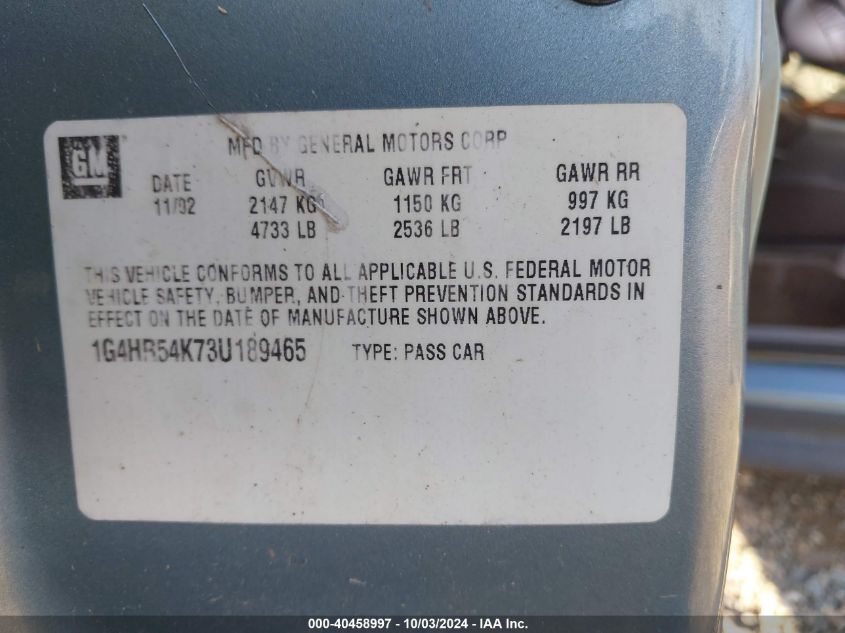 GM
MFD BY GENERAL MOTORS CORP
DATE GVWR GAWR FRT GAWR RR
11/02 2147 KG 1150 KG 997 KG
4733 LB 2536 LB 2197 LB
THIS VEHICLE CONFORMS TO ALL APPLICABLE U.S. FEDERAL MOTOR
VEHICLE SAFETY, BUMPER, AND THEFT PREVENTION STANDARDS IN
EFFECT ON THE DATE OF MANUFACTURE SHOWN ABOVE.
1G4HR54K73U189465 TYPE: PASS CAR
000-40458997 - 10/03/2024 - IAA Inc.